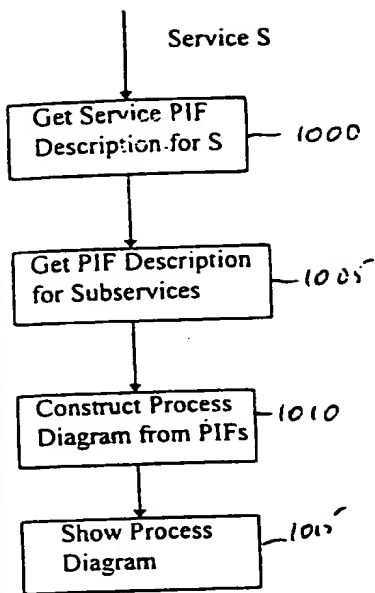 Service S
Get Service PIF
Description for S
1000
Get PIF Description
for Subservices
1005
Construct Process
Diagram from PIFs
1010
Show Process
Diagram
1015